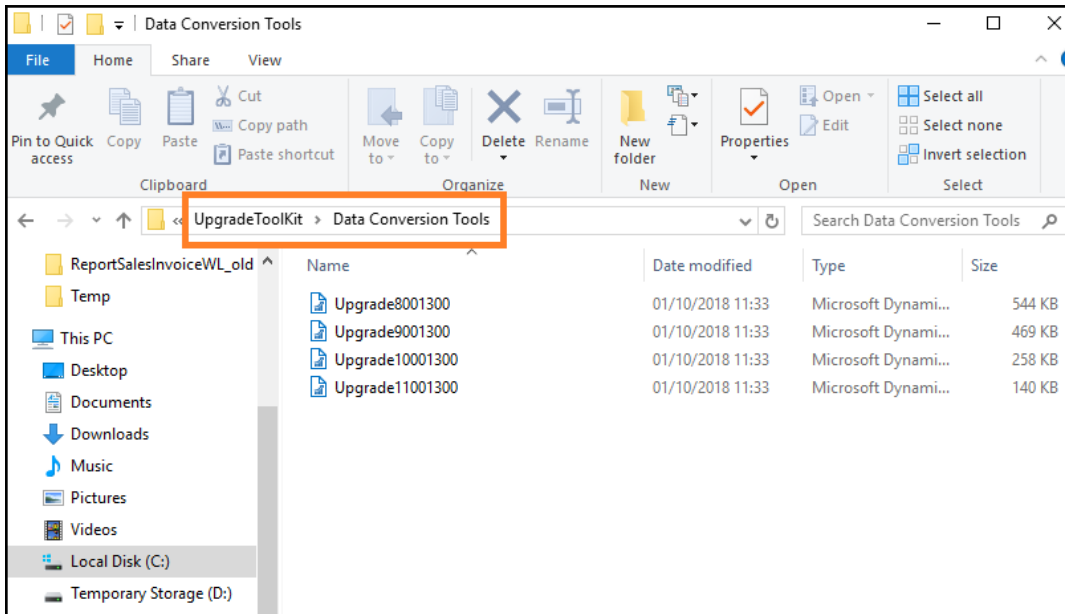 Data Conversion Tools
File Home Share View
Pin to Quick access
Copy
Paste
Cut
Copy path
Paste shortcut
Clipboard
Move to
Copy to
Delete
Rename
Organize
New folder
New
Properties
Open
Edit
Open
Select all
Select none
Invert selection
Select
« UpgradeToolKit > Data Conversion Tools
Search Data Conversion Tools
ReportSalesInvoiceWL_old
Temp
This PC
Desktop
Documents
Downloads
Music
Pictures
Videos
Local Disk (C:)
Temporary Storage (D:)
Name Date modified Type Size
Upgrade8001300 01/10/2018 11:33 Microsoft Dynami... 544 KB
Upgrade9001300 01/10/2018 11:33 Microsoft Dynami... 469 KB
Upgrade10001300 01/10/2018 11:33 Microsoft Dynami... 258 KB
Upgrade11001300 01/10/2018 11:33 Microsoft Dynami... 140 KB